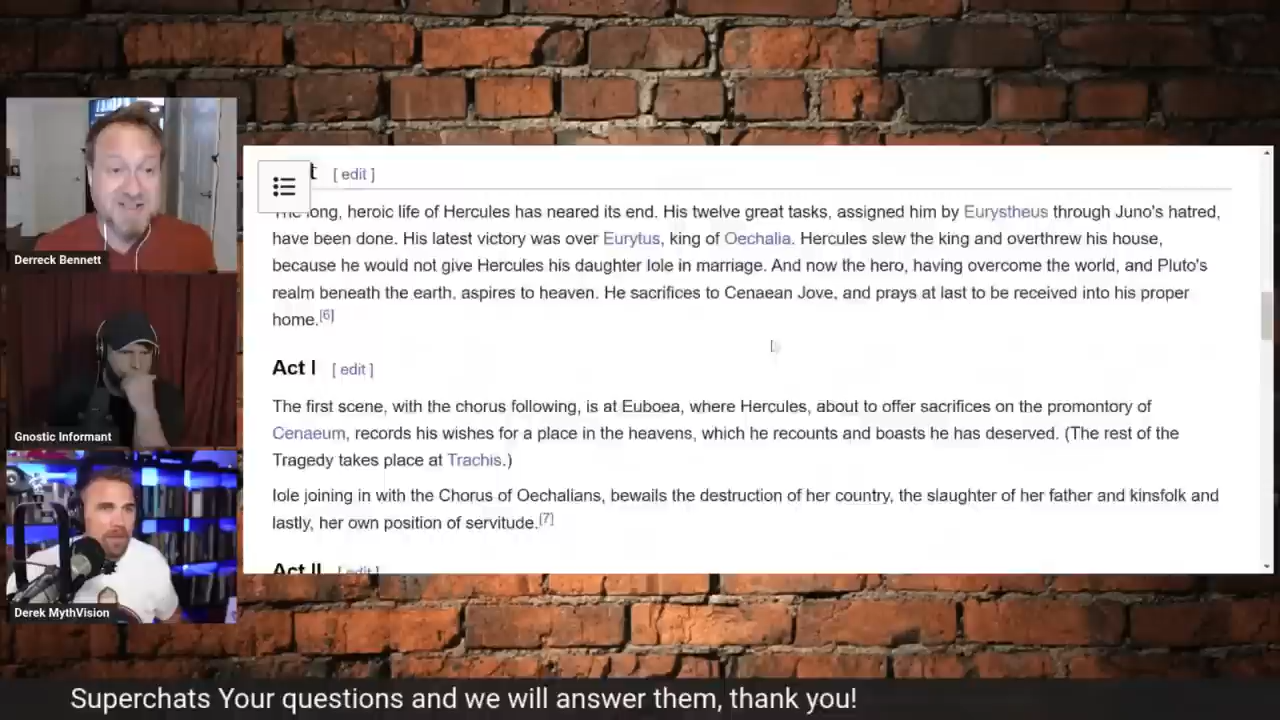 Derreck Bennett
Gnostic Informant
Derek MythVision
t [ edit ]
The long, heroic life of Hercules has neared its end. His twelve great tasks, assigned him by Eurystheus through Juno's hatred,
have been done. His latest victory was over Eurytus, king of Oechalia. Hercules slew the king and overthrew his house,
because he would not give Hercules his daughter Iole in marriage. And now the hero, having overcome the world, and Pluto's
realm beneath the earth, aspires to heaven. He sacrifices to Cenaean Jove, and prays at last to be received into his proper
home.[6]
Act I [ edit ]
The first scene, with the chorus following, is at Euboea, where Hercules, about to offer sacrifices on the promontory of
Cenaeum, records his wishes for a place in the heavens, which he recounts and boasts he has deserved. (The rest of the
Tragedy takes place at Trachis.)
Iole joining in with the Chorus of Oechalians, bewails the destruction of her country, the slaughter of her father and kinsfolk and
lastly, her own position of servitude.[7]
Act II [ edit ]
Superchats Your questions and we will answer them, thank you!